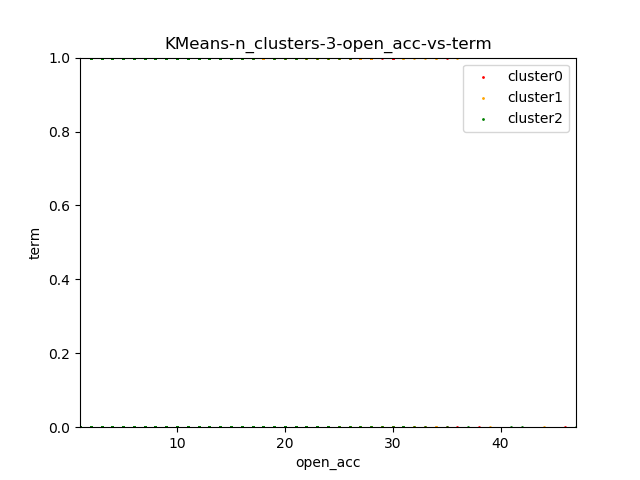 KMeans-n_clusters-3-open_acc-vs-term
1.0
cluster0
cluster1
cluster2
0.8
0.6
term
0.4
0.2
0.0
10 20 30 40
open_acc